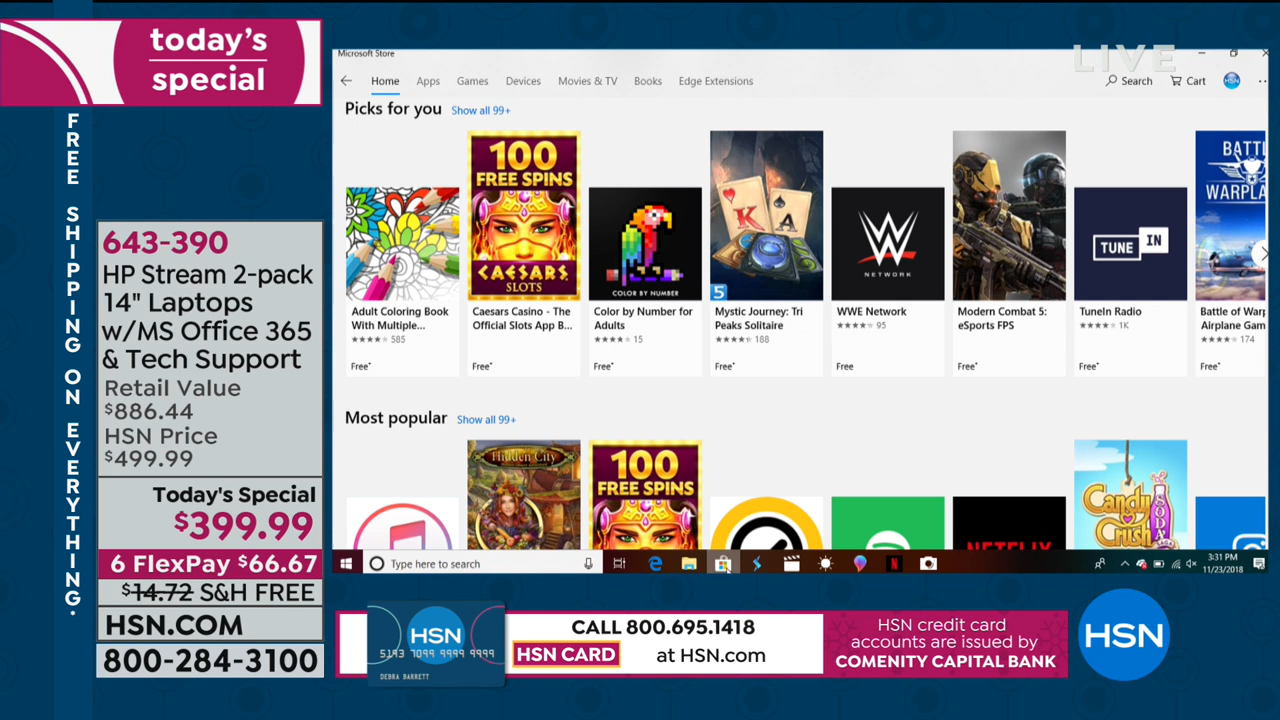 today's
special
FREE SHIPPING ON EVERYTHING.
643-390
HP Stream 2-pack
14" Laptops
w/MS Office 365
& Tech Support
Retail Value
$886.44
HSN Price
$499.99
Today's Special
$399.99
6 FlexPay $66.67
$14.72 S&H FREE
HSN.COM
800-284-3100
LIVE
Microsoft Store
Home Apps Games Devices Movies & TV Books Edge Extensions Search Cart HSN
Picks for you Show all 99+
100
FREE SPINS
CAESARS
SLOTS
COLOR BY NUMBER
K A
5
W
NETWORK
TUNE IN
BATTL
WARPLA
Adult Coloring Book
With Multiple...
585
Free*
Caesars Casino - The
Official Slots App B...
Free*
Color by Number for
Adults
15
Free*
Mystic Journey: Tri
Peaks Solitaire
188
Free*
WWE Network
95
Free
Modern Combat 5:
eSports FPS
Free*
TuneIn Radio
1K
Free*
Battle of Warp
Airplane Gam
174
Free*
Most popular Show all 99+
Hidden City
100
FREE SPINS
NETFLIX
Candy
Crush
SODA
Type here to search
3:31 PM
11/23/2018
HSN
5193 7099 9999 9999
DEBRA BARRETT
CALL 800.695.1418
HSN CARD at HSN.com
HSN credit card
accounts are issued by
COMENITY CAPITAL BANK
HSN